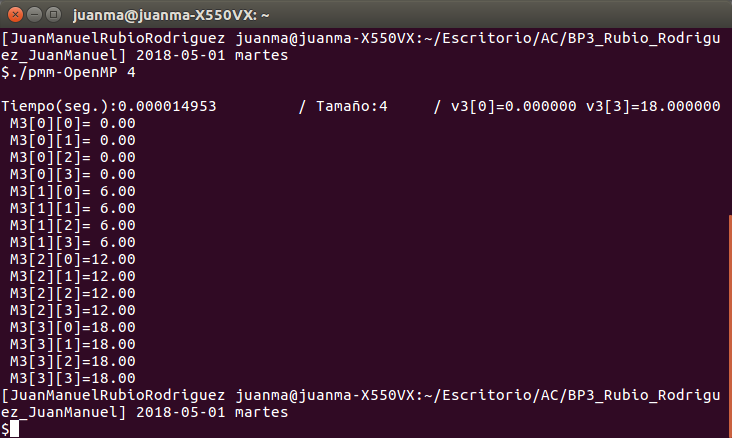 juanma@juanma-X550VX: ~
[JuanManuelRubioRodriguez juanma@juanma-X550VX:~/Escritorio/AC/BP3_Rubio_Rodrigu
ez_JuanManuel] 2018-05-01 martes
$./pmm-OpenMP 4
Tiempo(seg.):0.000014953 / Tamaño:4 / v3[0]=0.000000 v3[3]=18.000000
M3[0][0]= 0.00
M3[0][1]= 0.00
M3[0][2]= 0.00
M3[0][3]= 0.00
M3[1][0]= 6.00
M3[1][1]= 6.00
M3[1][2]= 6.00
M3[1][3]= 6.00
M3[2][0]=12.00
M3[2][1]=12.00
M3[2][2]=12.00
M3[2][3]=12.00
M3[3][0]=18.00
M3[3][1]=18.00
M3[3][2]=18.00
M3[3][3]=18.00
[JuanManuelRubioRodriguez juanma@juanma-X550VX:~/Escritorio/AC/BP3_Rubio_Rodrigu
ez_JuanManuel] 2018-05-01 martes
$